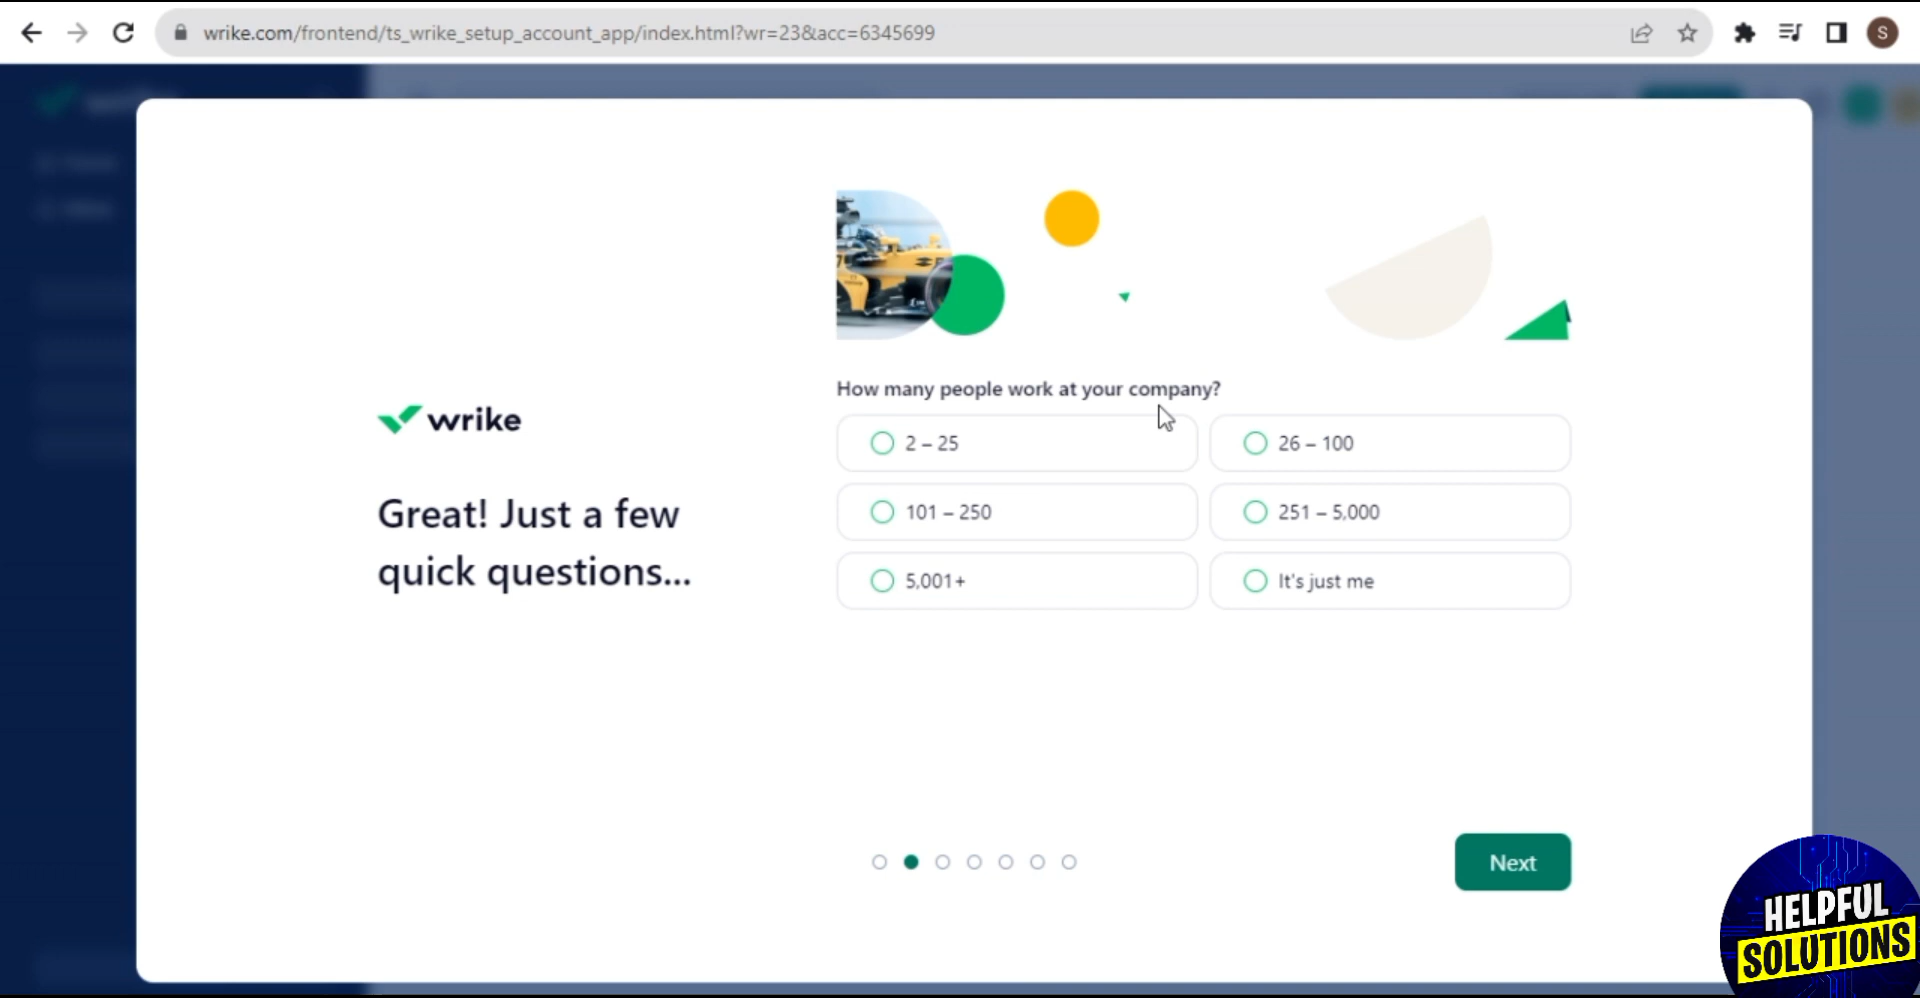 wrike.com/frontend/ts_wrike_setup_account_app/index.html?wr=23&acc=6345699
S
How many people work at your company?
wrike
2 – 25
26 – 100
101 – 250
251 – 5,000
5,001+
It's just me
Great! Just a few
quick questions...
Next
HELPFUL
SOLUTIONS